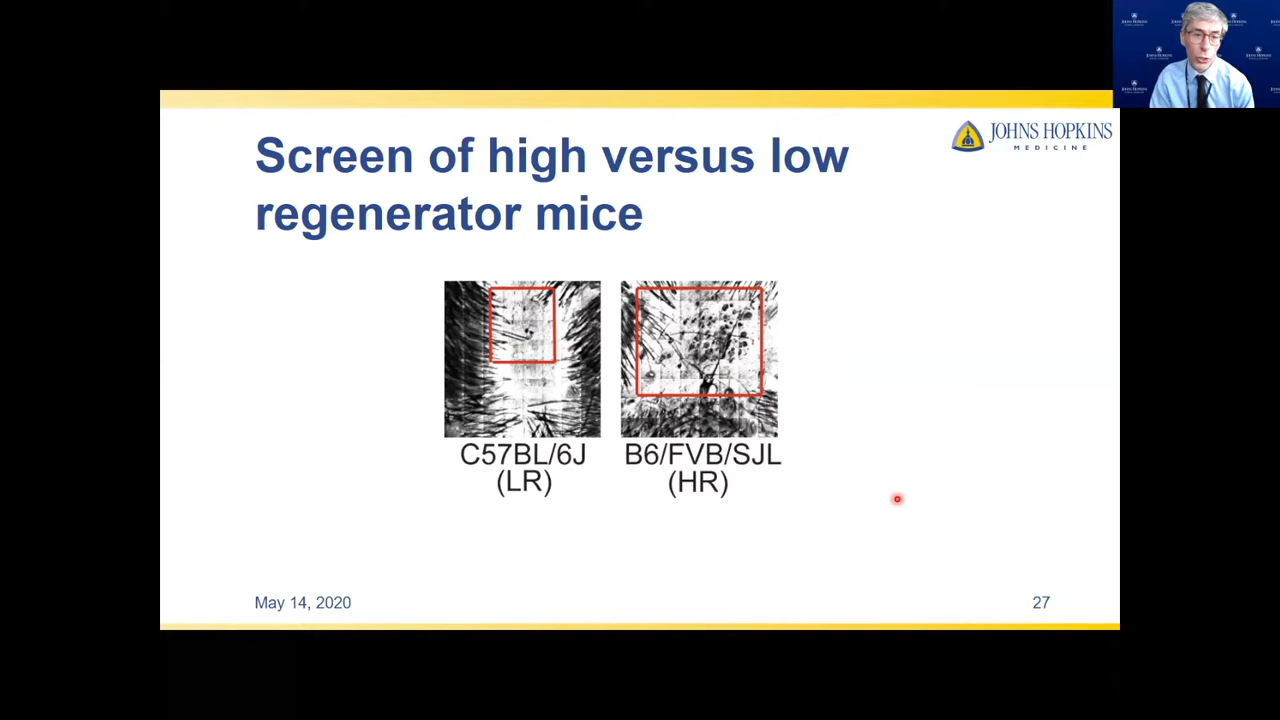 Screen of high versus low
regenerator mice
JOHNS HOPKINS
MEDICINE
C57BL/6J
(LR)
B6/FVB/SJL
(HR)
May 14, 2020
27